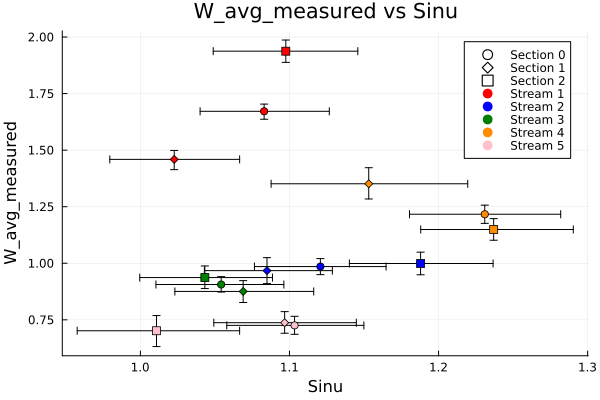 W_avg_measured vs Sinu
2.00
1.75
1.50
1.25
1.00
0.75
W_avg_measured
Section 0
Section 1
Section 2
Stream 1
Stream 2
Stream 3
Stream 4
Stream 5
1.0
1.1
1.2
1.3
Sinu